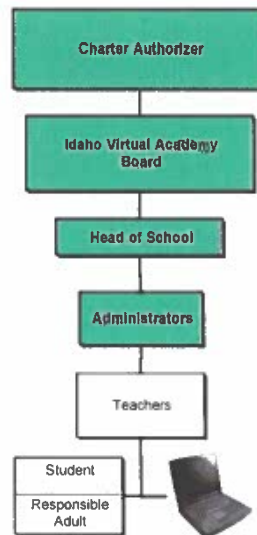 Charter Authorizer
Idaho Virtual Academy
Board
Head of School
Administrators
Teachers
Student
Responsible
Adult